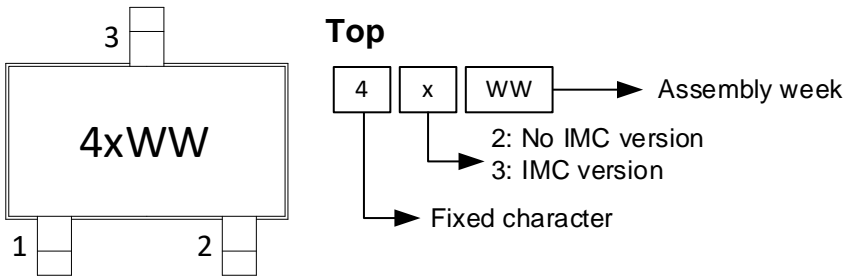 Top
3
4xWW
1
2
4 x WW Assembly week
2: No IMC version
3: IMC version
Fixed character